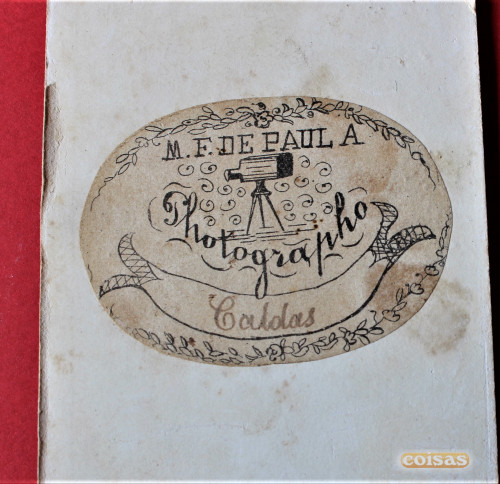 M. F. DE PAULA
Photographo
Caldas
coisas